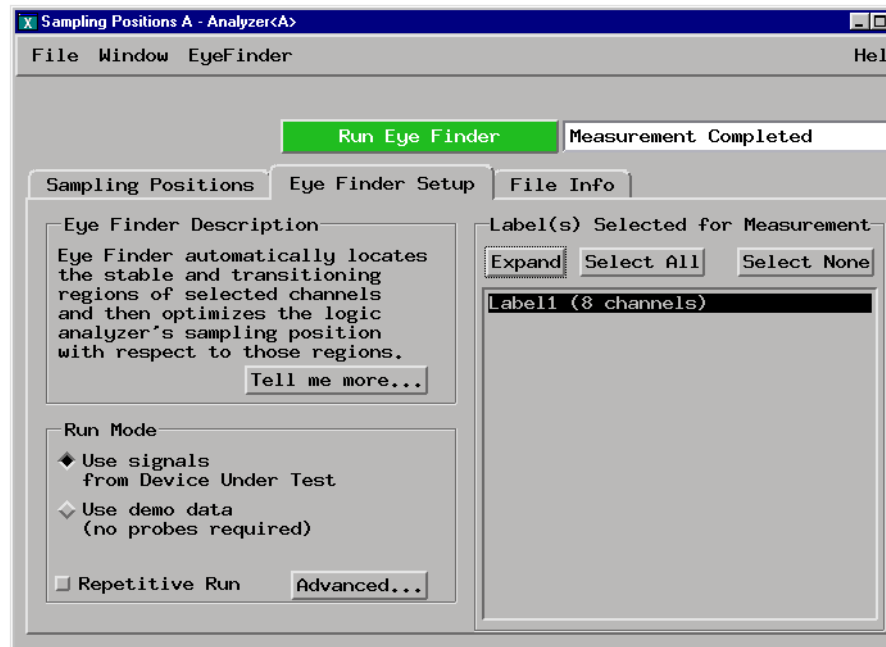 Sampling Positions A - Analyzer<A>
File Window EyeFinder Hel
Run Eye Finder Measurement Completed
Sampling Positions Eye Finder Setup File Info
Eye Finder Description
Eye Finder automatically locates
the stable and transitioning
regions of selected channels
and then optimizes the logic
analyzer's sampling position
with respect to those regions.
Tell me more...
Run Mode
Use signals
from Device Under Test
Use demo data
(no probes required)
Repetitive Run Advanced...
Label(s) Selected for Measurement
Expand Select All Select None
Label1 (8 channels)